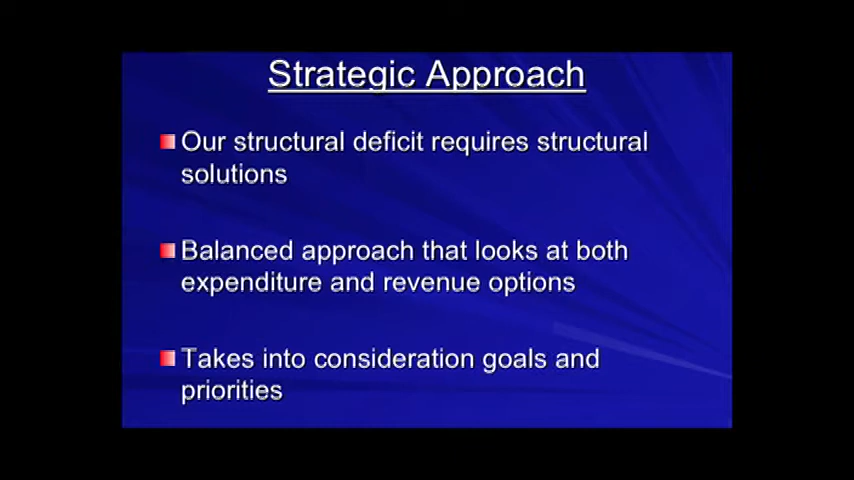 Strategic Approach
Our structural deficit requires structural
solutions
Balanced approach that looks at both
expenditure and revenue options
Takes into consideration goals and
priorities